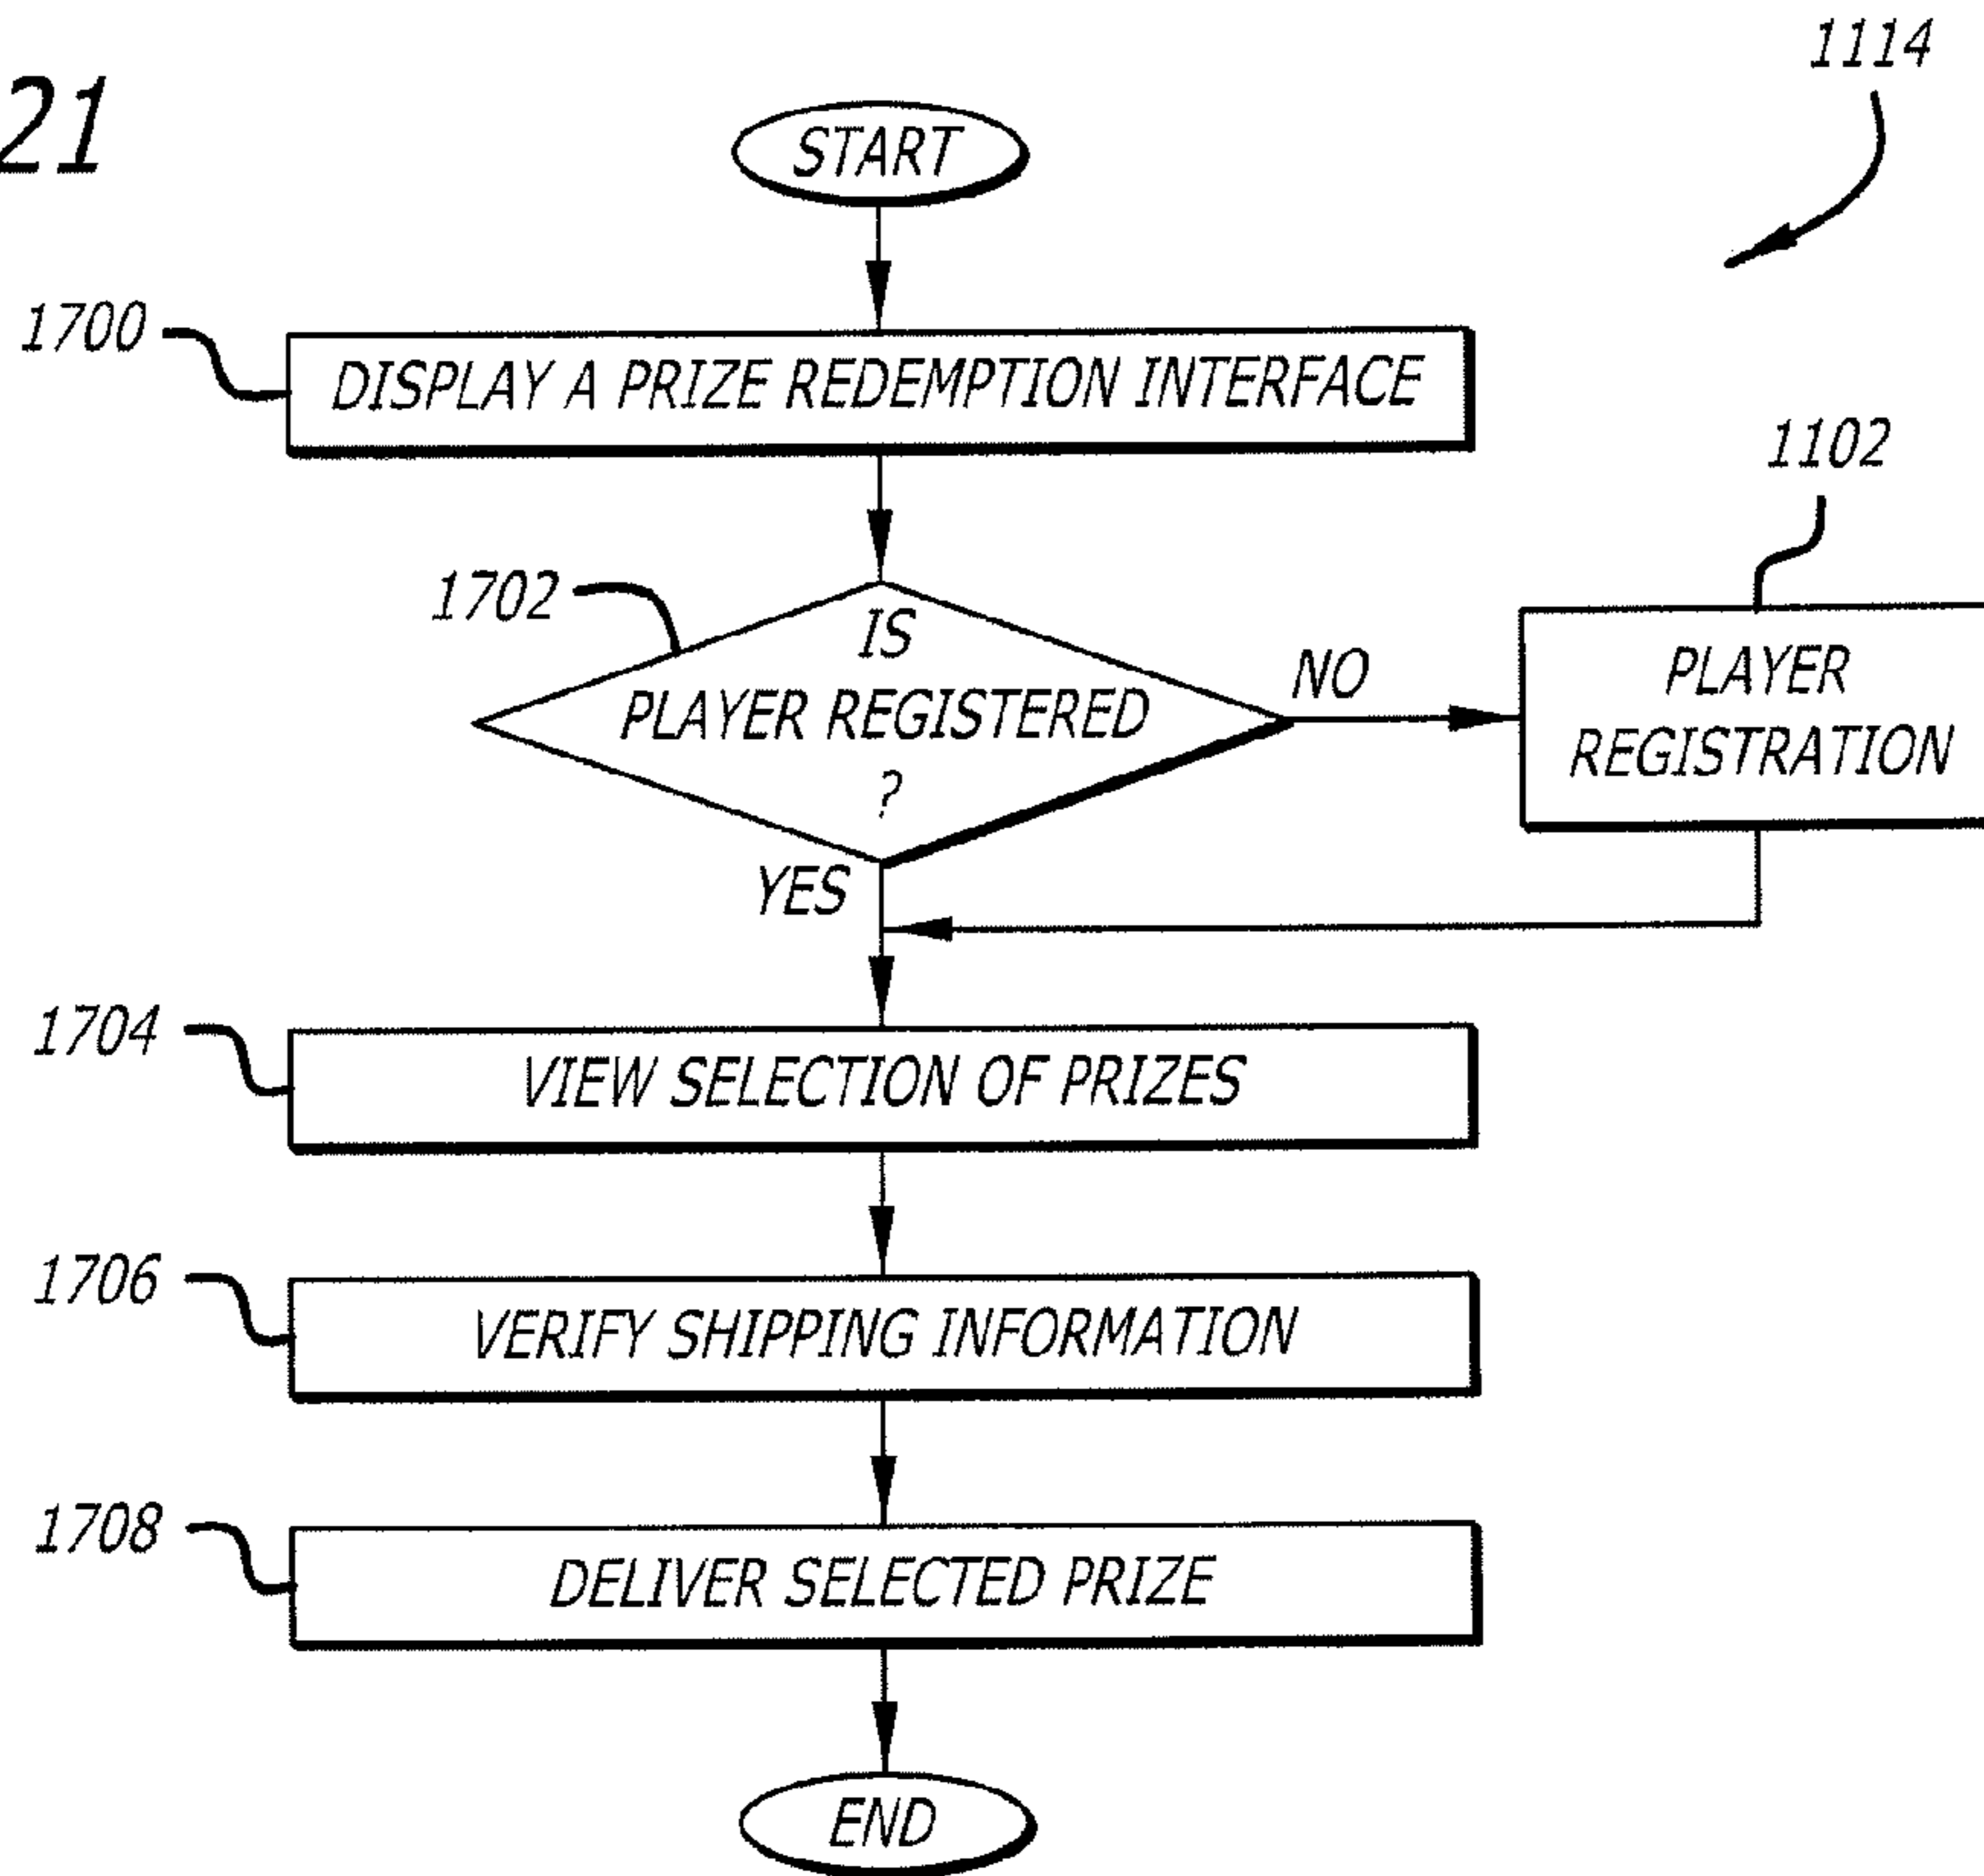 21
1114
START
1700
DISPLAY A PRIZE REDEMPTION INTERFACE
1102
1702
IS
PLAYER REGISTERED
?
NO
PLAYER
REGISTRATION
YES
1704
VIEW SELECTION OF PRIZES
1706
VERIFY SHIPPING INFORMATION
1708
DELIVER SELECTED PRIZE
END